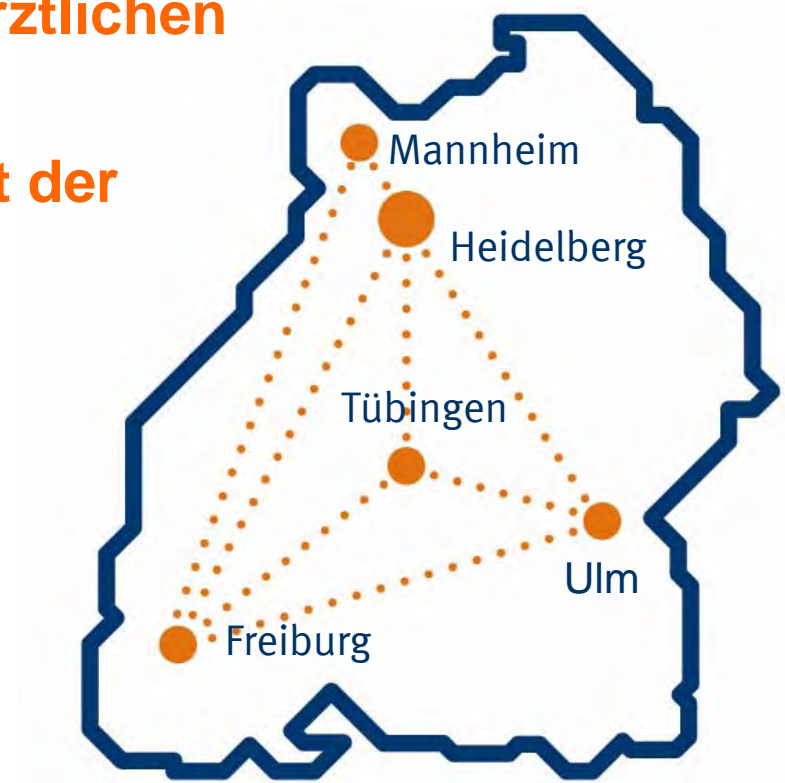 rztlichen
t der
Mannheim
Heidelberg
Tübingen
Ulm
Freiburg